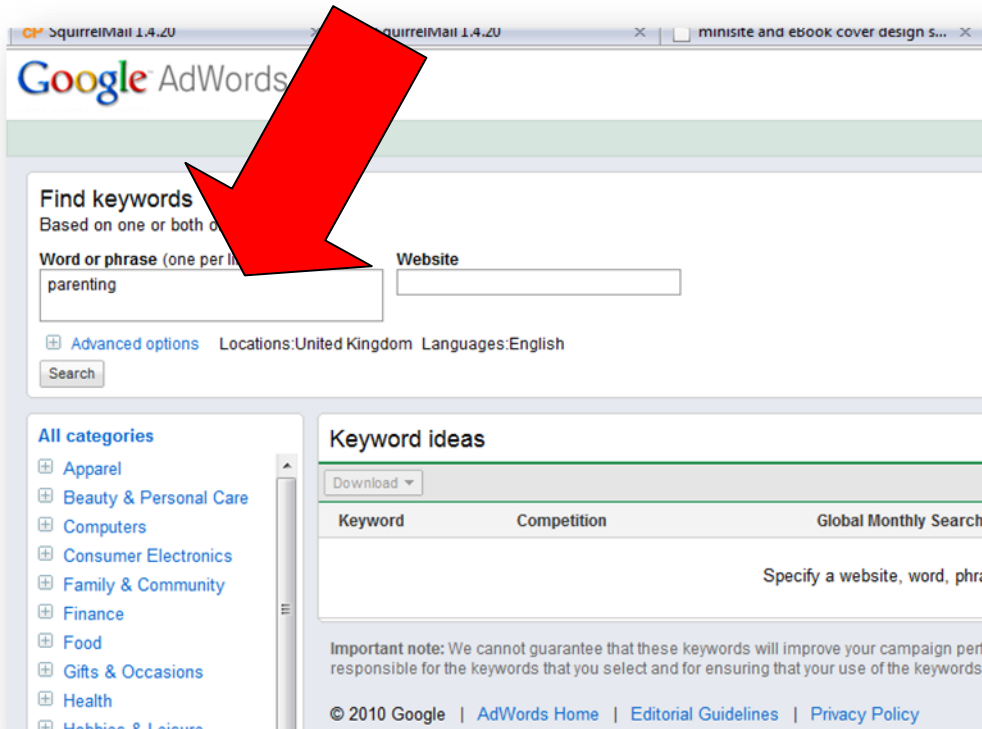 cP SquirrelMail 1.4.20 × quirrelMail 1.4.20 × minisite and eBook cover design s... ×
Google AdWords
Find keywords
Based on one or both o
Word or phrase (one per li Website
parenting
Advanced options Locations:United Kingdom Languages:English
Search
All categories
Apparel
Beauty & Personal Care
Computers
Consumer Electronics
Family & Community
Finance
Food
Gifts & Occasions
Health
Hobbies & Leisure
Keyword ideas
Download
Keyword Competition Global Monthly Search
Specify a website, word, phra
Important note: We cannot guarantee that these keywords will improve your campaign perf
responsible for the keywords that you select and for ensuring that your use of the keywords
© 2010 Google | AdWords Home | Editorial Guidelines | Privacy Policy